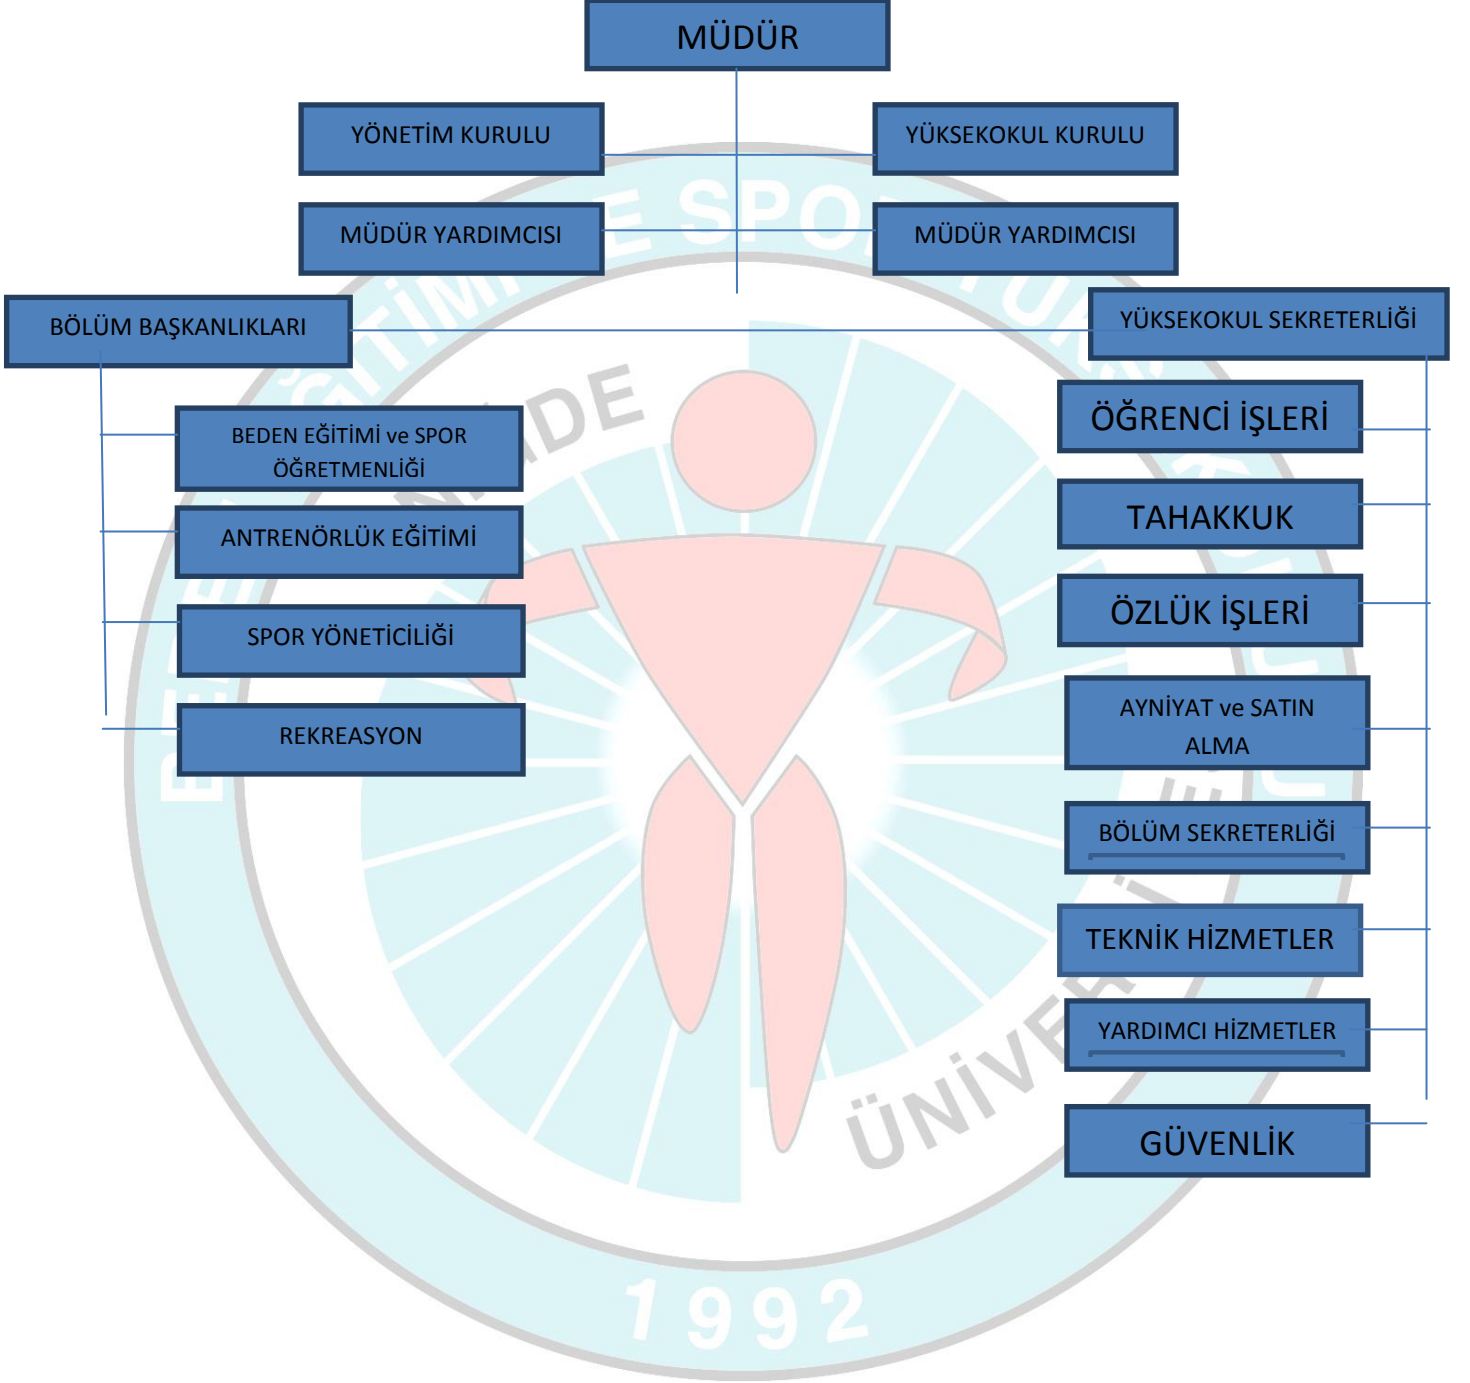 MÜDÜR
YÖNETİM KURULU
YÜKSEKOKUL KURULU
MÜDÜR YARDIMCISI
MÜDÜR YARDIMCISI
BÖLÜM BAŞKANLIKLARI
YÜKSEKOKUL SEKRETERLİĞİ
BEDEN EĞİTİMİ ve SPOR
ÖĞRETMENLİĞİ
ANTRENÖRLÜK EĞİTİMİ
SPOR YÖNETİCİLİĞİ
REKREASYON
ÖĞRENCİ İŞLERİ
TAHAKKUK
ÖZLÜK İŞLERİ
AYNİYAT ve SATIN
ALMA
BÖLÜM SEKRETERLİĞİ
TEKNİK HİZMETLER
YARDIMCI HİZMETLER
GÜVENLİK
1992